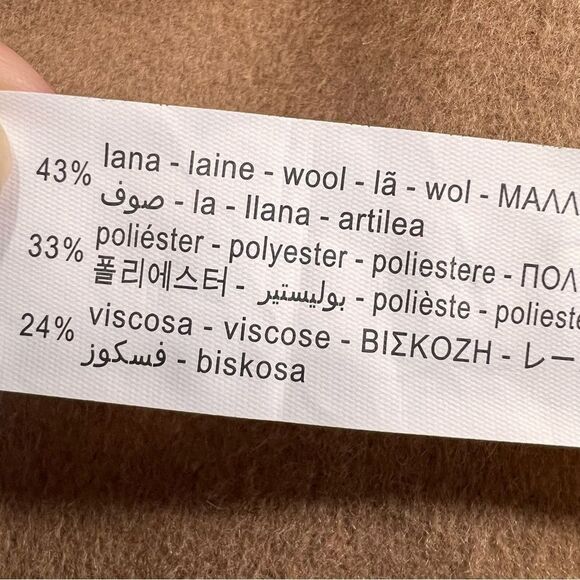 43% lana - laine - wool - lã - wol - ΜΑΛΛ
صوف - la - llana - artilea
33% poliéster - polyester - poliestere - ΠΟΛ
폴리에스터 - بوليستير - polièste - polieste
24% viscosa - viscose - ΒΙΣΚΟΖΗ - レー
فسكوز - biskosa